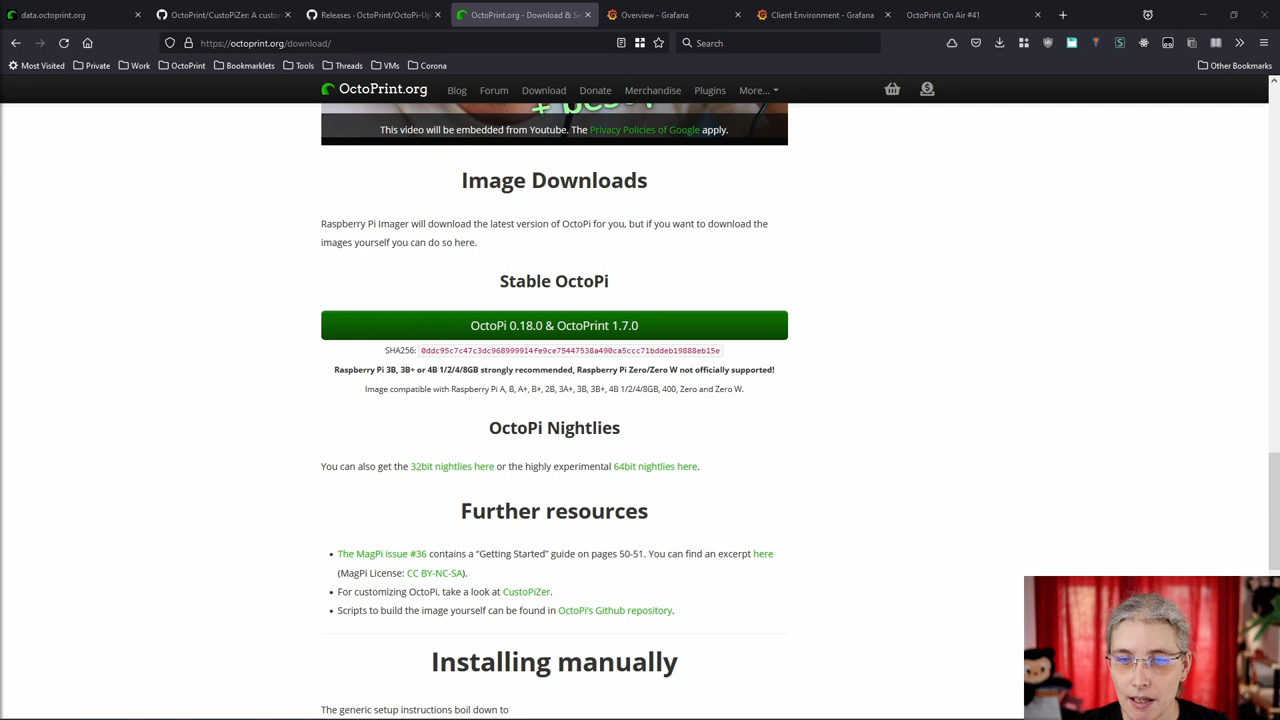 data.octoprint.org
OctoPrint/CustoPiZer: A custom
Releases · OctoPrint/OctoPi-Up
OctoPrint.org - Download & Se
Overview - Grafana
Client Environment - Grafana
OctoPrint On Air #41
https://octoprint.org/download/
Search
Most Visited
Private
Work
OctoPrint
Bookmarklets
Tools
Threads
VMs
Corona
Other Bookmarks
OctoPrint.org
Blog
Forum
Download
Donate
Merchandise
Plugins
More...
This video will be embedded from Youtube. The Privacy Policies of Google apply.
Image Downloads
Raspberry Pi Imager will download the latest version of OctoPi for you, but if you want to download the
images yourself you can do so here.
Stable OctoPi
OctoPi 0.18.0 & OctoPrint 1.7.0
SHA256: 0ddc95c7c47c3dc968999914fe9ce75447538a490ca5ccc71bddeb19888eb15e
Raspberry Pi 3B, 3B+ or 4B 1/2/4/8GB strongly recommended, Raspberry Pi Zero/Zero W not officially supported!
Image compatible with Raspberry Pi A, B, A+, B+, 2B, 3A+, 3B, 3B+, 4B 1/2/4/8GB, 400, Zero and Zero W.
OctoPi Nightlies
You can also get the 32bit nightlies here or the highly experimental 64bit nightlies here.
Further resources
• The MagPi issue #36 contains a “Getting Started” guide on pages 50-51. You can find an excerpt here
(MagPi License: CC BY-NC-SA).
• For customizing OctoPi, take a look at CustoPiZer.
• Scripts to build the image yourself can be found in OctoPi's Github repository.
Installing manually
The generic setup instructions boil down to